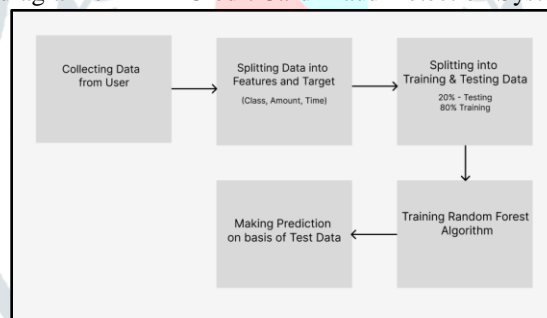 Collecting Data
from User
Splitting Data into
Features and Target
(Class, Amount, Time)
Splitting into
Training & Testing Data
20% - Testing
80% Training
Training Random Forest
Algorithm
Making Prediction
on basis of Test Data